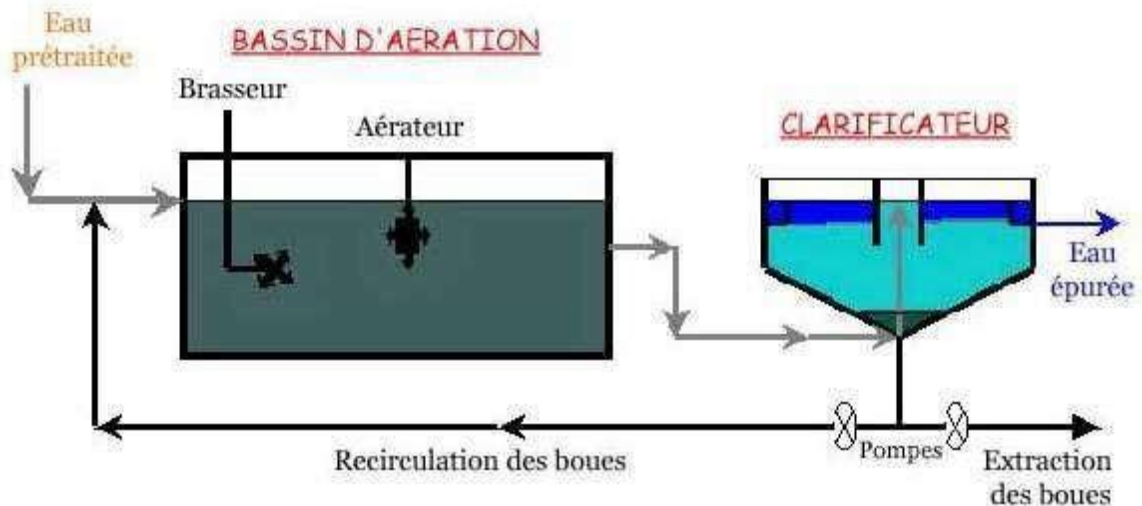 Eau
prétraitée
BASSIN D'AERATION
Brasseur
Aérateur
CLARIFICATEUR
Eau
épurée
Recirculation des boues
Pompes
Extraction
des boues